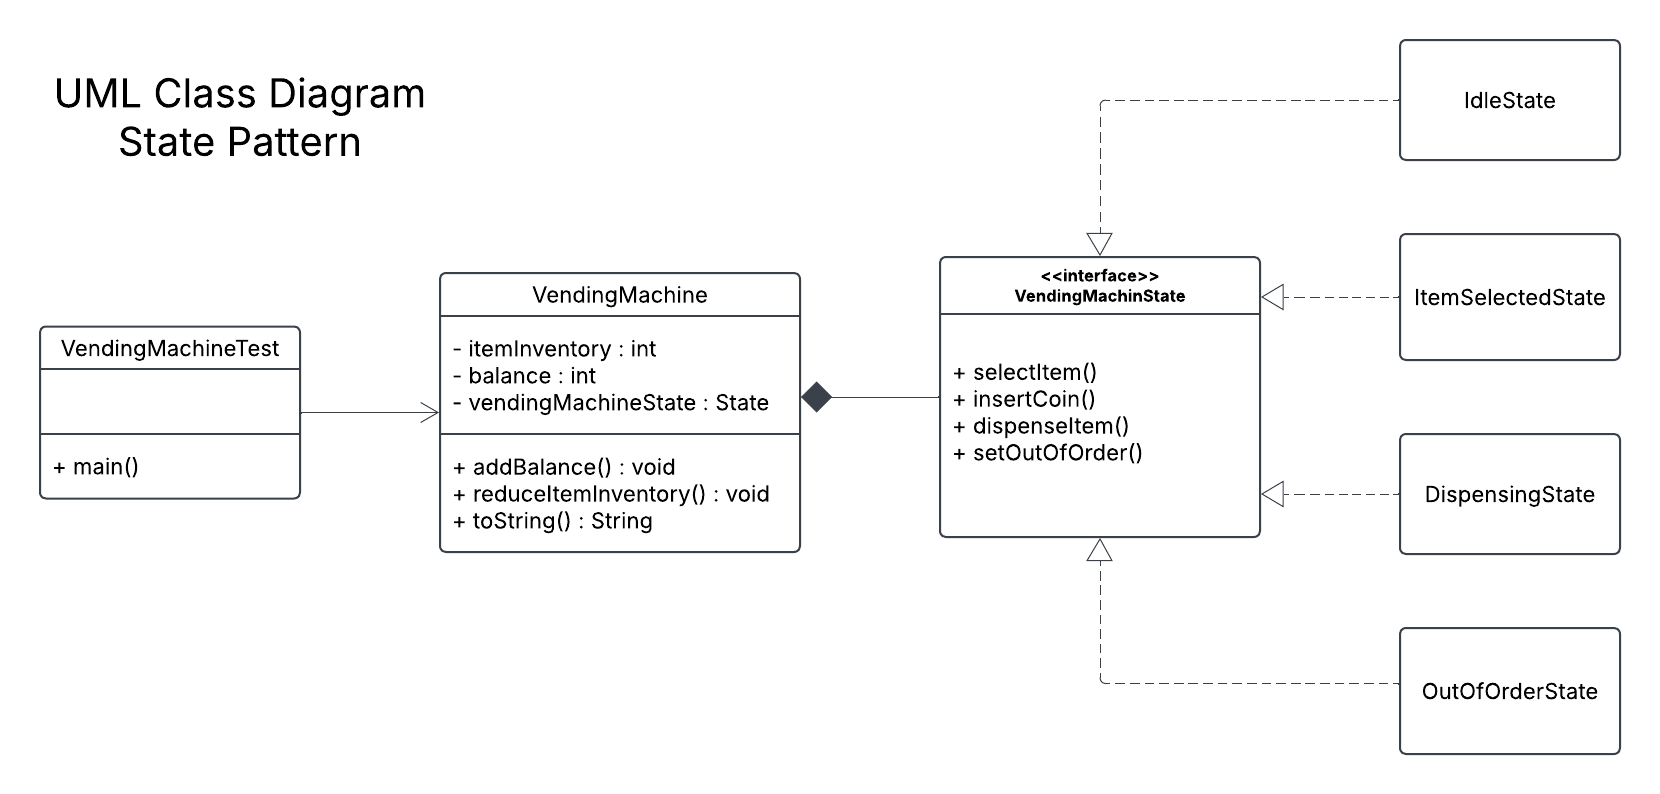 UML Class Diagram
State Pattern
VendingMachineTest
+ main()
VendingMachine
- itemInventory : int
- balance : int
- vendingMachineState : State
+ addBalance() : void
+ reduceItemInventory() : void
+ toString() : String
<<interface>>
VendingMachinState
+ selectItem()
+ insertCoin()
+ dispenseItem()
+ setOutOfOrder()
IdleState
ItemSelectedState
DispensingState
OutOfOrderState